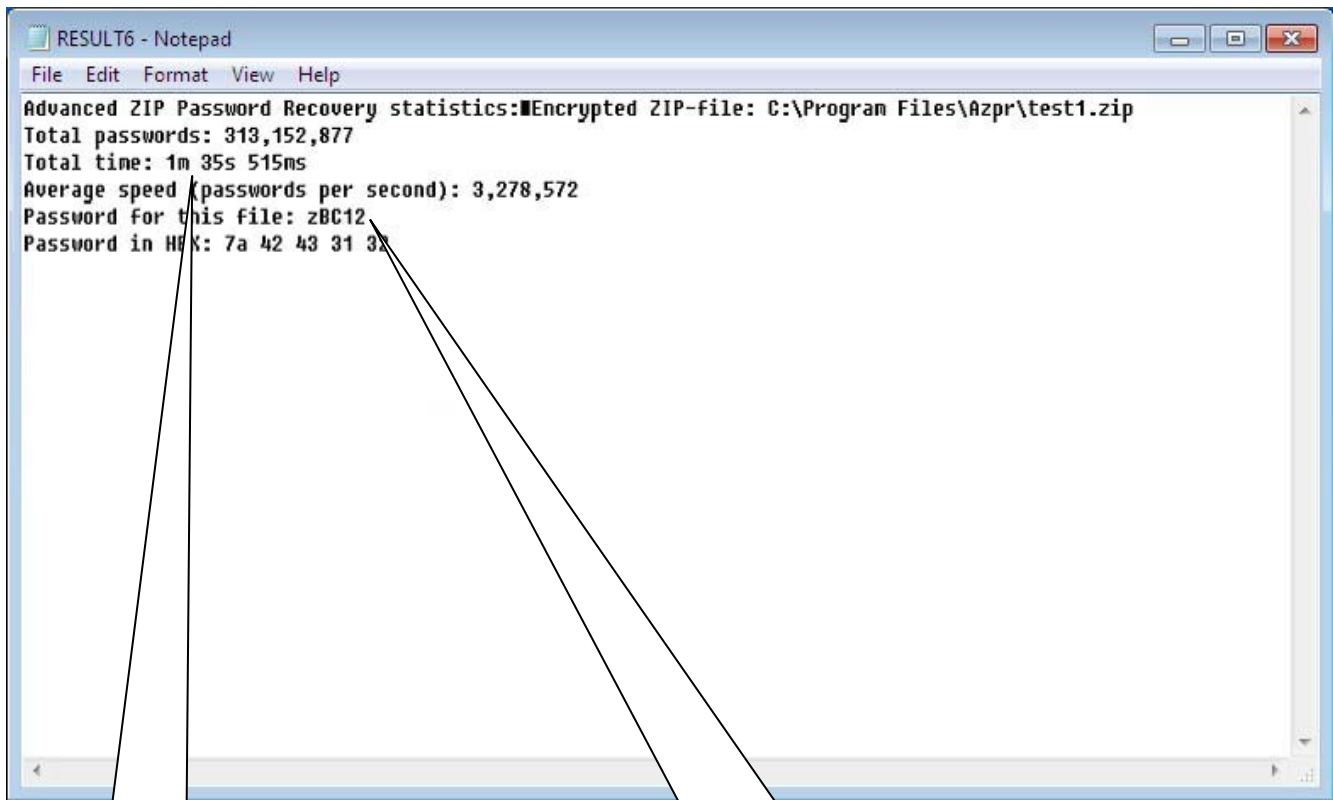 RESULT6 - Notepad
File Edit Format View Help
Advanced ZIP Password Recovery statistics:■Encrypted ZIP-file: C:\Program Files\Azpr\test1.zip
Total passwords: 313,152,877
Total time: 1m 35s 515ms
Average speed (passwords per second): 3,278,572
Password for this file: zBC12
Password in HEX: 7a 42 43 31 32